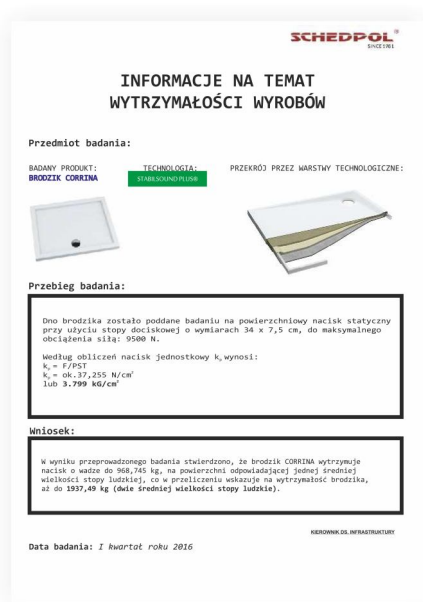 SCHEDPOL®
SINCE 1981
INFORMACJE NA TEMAT
WYTRZYMAŁOŚCI WYROBÓW
Przedmiot badania:
BADANY PRODUKT:
BRODZIK CORRINA
TECHNOLOGIA:
STABILSOUND PLUS®
PRZEKRÓJ PRZEZ WARSTWY TECHNOLOGICZNE:
Przebieg badania:
Dno brodzika zostało poddane badaniu na powierzchniowy nacisk statyczny
przy użyciu stopy dociskowej o wymiarach 34 x 7,5 cm, do maksymalnego
obciążenia siłą: 9500 N.
Według obliczeń nacisk jednostkowy kₚ wynosi:
kₚ = F/PST
kₚ = ok.37,255 N/cm²
lub 3.799 kG/cm²
Wniosek:
W wyniku przeprowadzonego badania stwierdzono, że brodzik CORRINA wytrzymuje
nacisk o wadze do 968,745 kg, na powierzchni odpowiadającej jednej średniej
wielkości stopy ludzkiej, co w przeliczeniu wskazuje na wytrzymałość brodzika,
aż do 1937,49 kg (dwie średniej wielkości stopy ludzkie).
KIEROWNIK DS. INFRASTRUKTURY
Data badania: I kwartał roku 2016